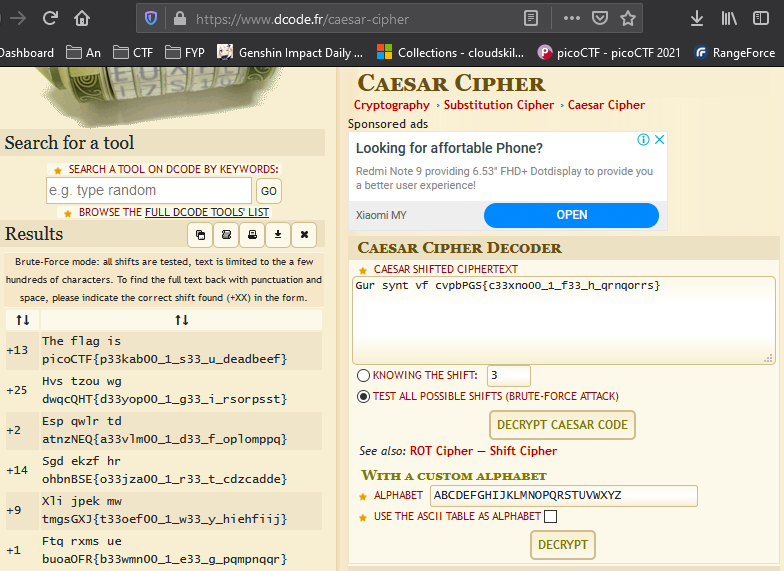 https://www.dcode.fr/caesar-cipher
Dashboard An CTF FYP Genshin Impact Daily ... Collections - cloudskil... picoCTF - picoCTF 2021 RangeForce
Search for a tool
SEARCH A TOOL ON DCODE BY KEYWORDS:
e.g. type random
GO
BROWSE THE FULL DCODE TOOLS' LIST
Results
Brute-Force mode: all shifts are tested, text is limited to the a few
hundreds of characters. To find the full text back with punctuation and
space, please indicate the correct shift found (+XX) in the form.
↑↓ ↑↓
+13 The flag is
picoCTF{p33kab00_1_s33_u_deadbeef}
+25 Hvs tzou wg
dwqcQHT{d33yop00_1_g33_i_rsorpsst}
+2 Esp qwlr td
atnzNEQ{a33vlm00_1_d33_f_oplomppq}
+14 Sgd ekzf hr
ohbnBSE{o33jza00_1_r33_t_cdzcadde}
+9 Xli jpek mw
tmgsGXJ{t33oef00_1_w33_y_hiehfiij}
+1 Ftq rxms ue
buoaOFR{b33wmn00_1_e33_g_pqmpnqqr}
CAESAR CIPHER
Cryptography › Substitution Cipher › Caesar Cipher
Sponsored ads
Looking for affortable Phone?
Redmi Note 9 providing 6.53" FHD+ Dotdisplay to provide you
a better user experience!
Xiaomi MY OPEN
CAESAR CIPHER DECODER
CAESAR SHIFTED CIPHERTEXT
Gur synt vf cvpbPGS{c33xno00_1_f33_h_qrnqorrs}
KNOWING THE SHIFT: 3
TEST ALL POSSIBLE SHIFTS (BRUTE-FORCE ATTACK)
DECRYPT CAESAR CODE
See also: ROT Cipher — Shift Cipher
WITH A CUSTOM ALPHABET
ALPHABET ABCDEFGHIJKLMNOPQRSTUVWXYZ
USE THE ASCII TABLE AS ALPHABET
DECRYPT